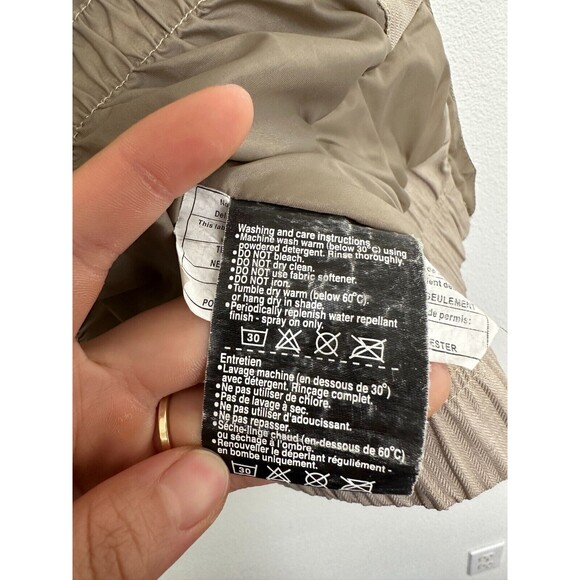 This
Washing and care instructions
•Machine wash warm (below 30°C) using
powdered detergent. Rinse thoroughly.
•DO NOT bleach.
•DO NOT dry clean.
•DO NOT use fabric softener.
•DO NOT iron.
•Tumble dry warm (below 60°C).
or hang dry in shade.
•Periodically replenish water repellant
finish - spray on only.
30
Entretien
•Lavage machine (en dessous de 30°)
avec détergent. Rinçage complet.
•Ne pas utiliser de chlore.
•Pas de lavage à sec.
•Ne pas utiliser d'adoucissant.
•Ne pas repasser.
•Sèche-linge chaud (en-dessous de 60°C)
ou séchage à l'ombre.
•Renouveller le déperlant régulièment -
en bombe uniquement.
30
de permis: